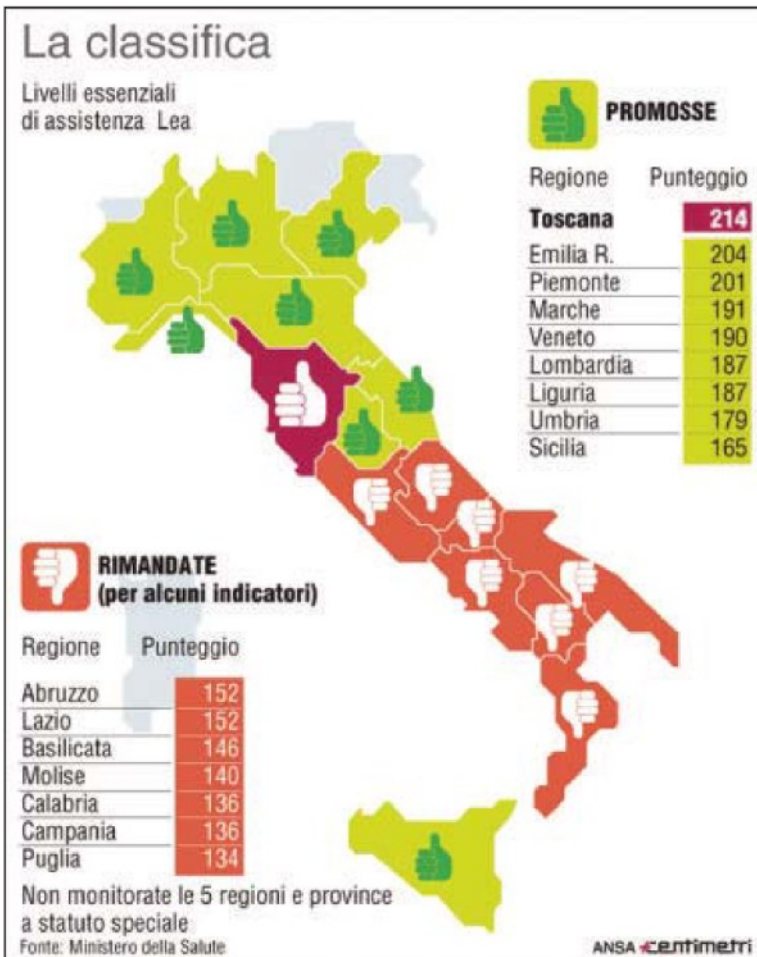 La classifica
Livelli essenziali
di assistenza Lea
PROMOSSE
Regione Punteggio
Toscana 214
Emilia R. 204
Piemonte 201
Marche 191
Veneto 190
Lombardia 187
Liguria 187
Umbria 179
Sicilia 165
RIMANDATE
(per alcuni indicatori)
Regione Punteggio
Abruzzo 152
Lazio 152
Basilicata 146
Molise 140
Calabria 136
Campania 136
Puglia 134
Non monitorate le 5 regioni e province
a statuto speciale
Fonte: Ministero della Salute
ANSA centimetri